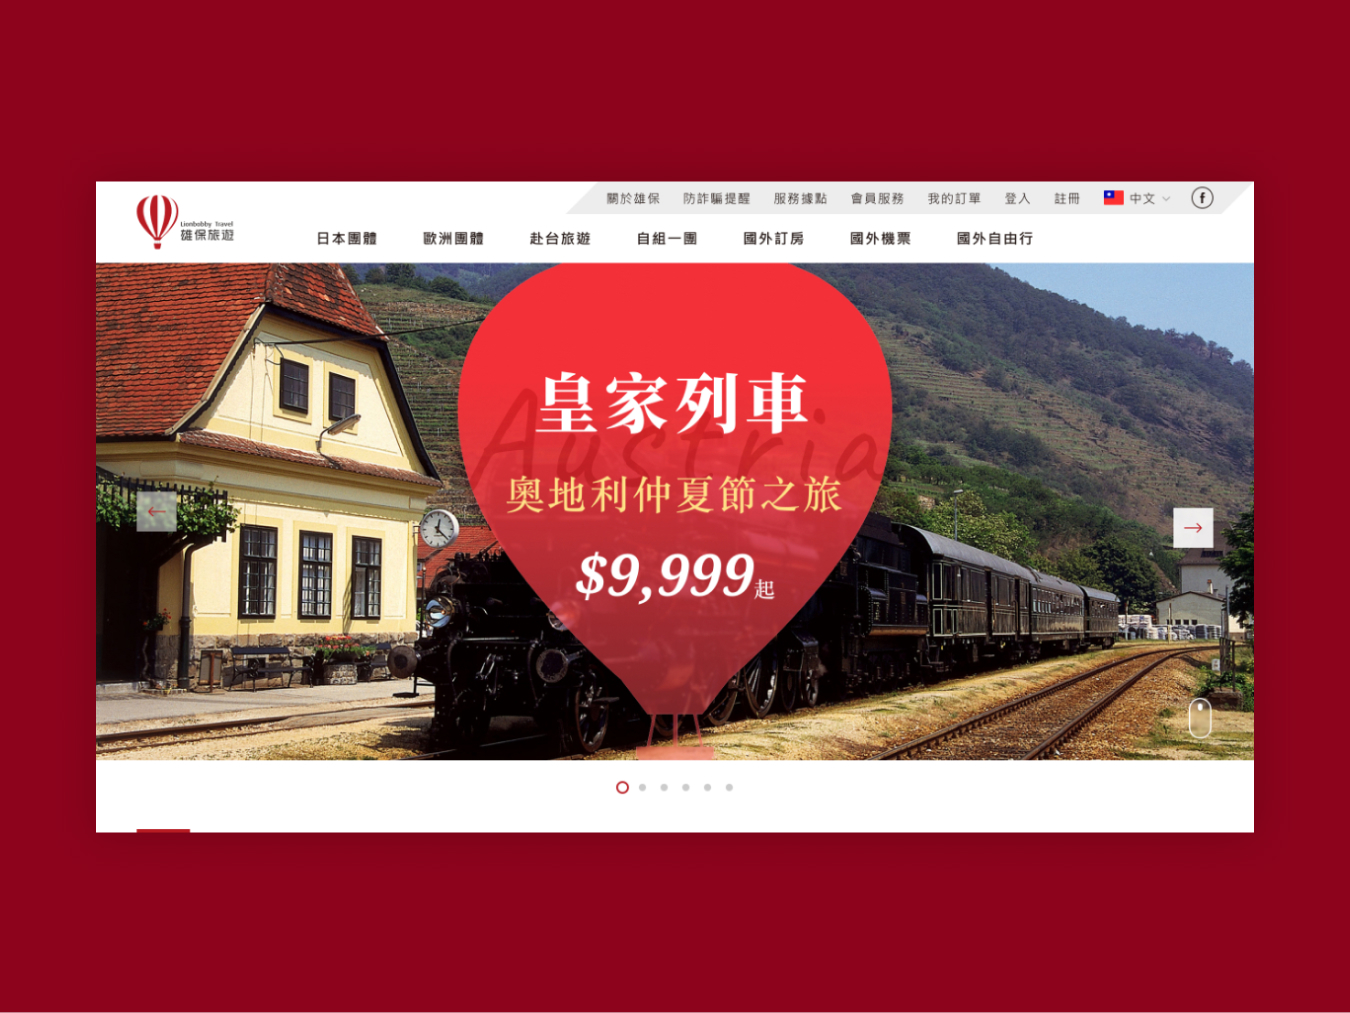 Lionbobby Travel
雄保旅遊
關於雄保 防詐騙提醒 服務據點 會員服務 我的訂單 登入 註冊 中文
日本團體 歐洲團體 赴台旅遊 自組一團 國外訂房 國外機票 國外自由行
皇家列車
Austria
奧地利仲夏節之旅
$9,999起